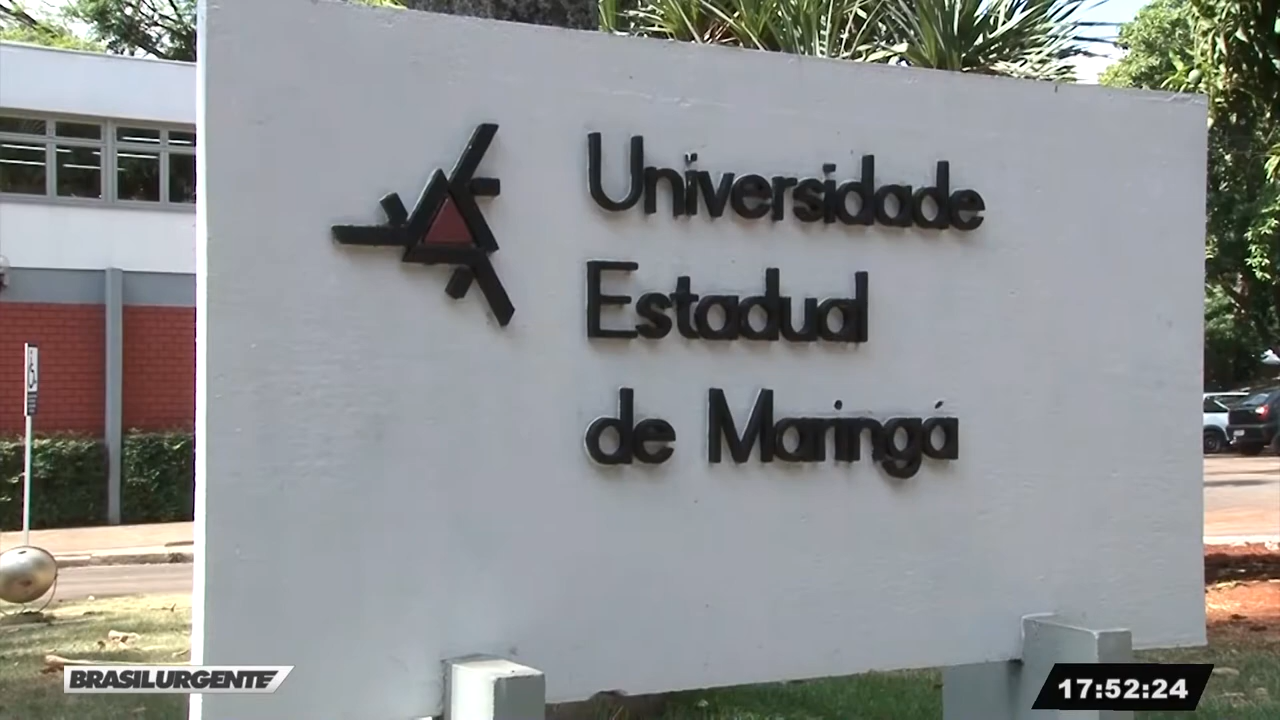 Universidade
Estadual
de Maringá
BRASILURGENTE
17:52:24